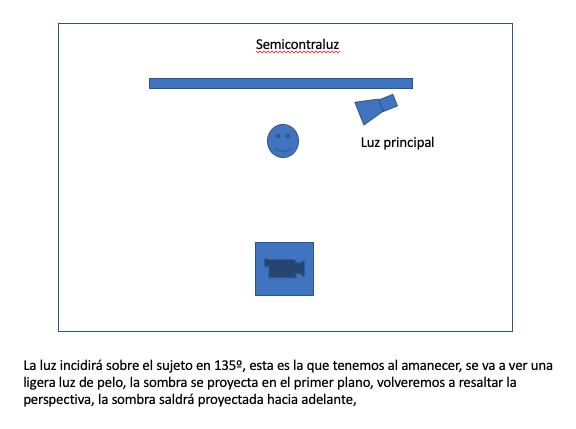 Semicontraluz
Luz principal
La luz incidirá sobre el sujeto en 135º, esta es la que tenemos al amanecer, se va a ver una
ligera luz de pelo, la sombra se proyecta en el primer plano, volveremos a resaltar la
perspectiva, la sombra saldrá proyectada hacia adelante,